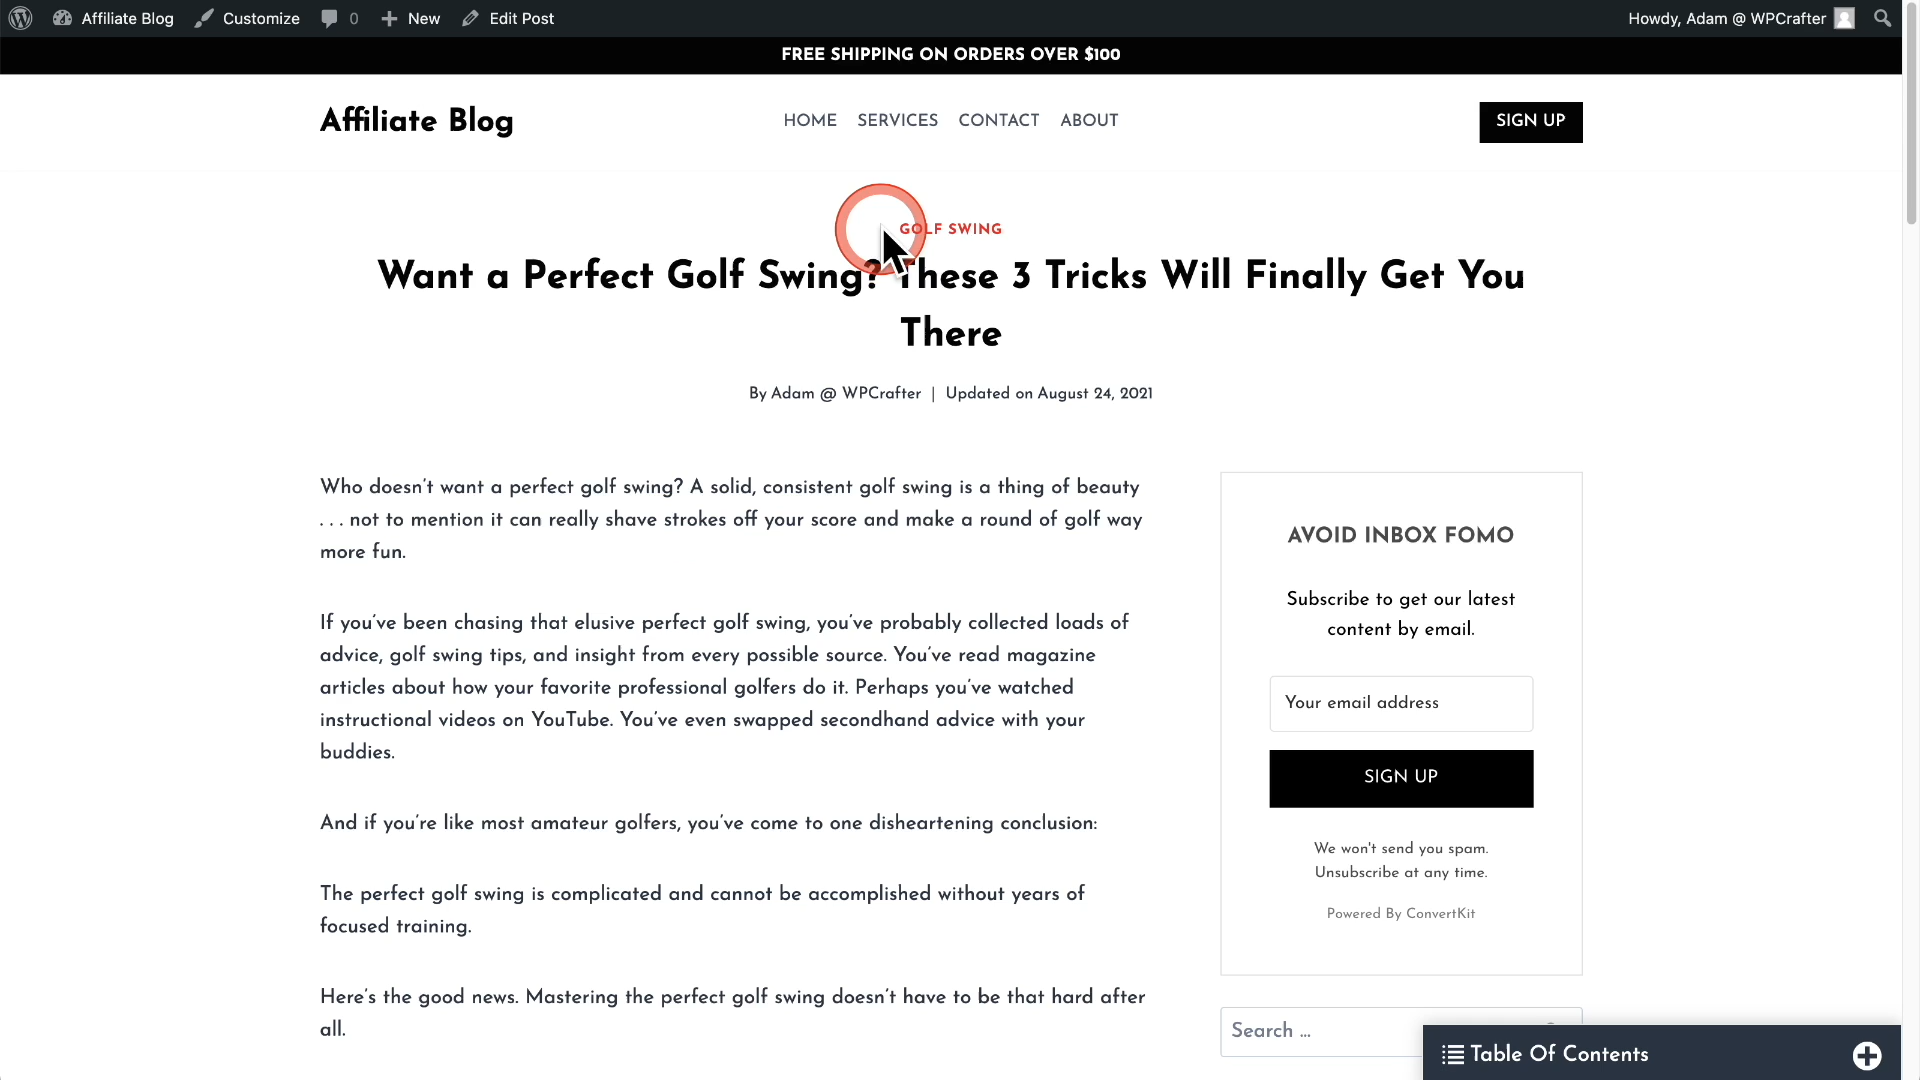 Affiliate Blog Customize 0 New Edit Post Howdy, Adam @ WPCrafter
FREE SHIPPING ON ORDERS OVER $100
Affiliate Blog HOME SERVICES CONTACT ABOUT SIGN UP
GOLF SWING
Want a Perfect Golf Swing? These 3 Tricks Will Finally Get You
There
By Adam @ WPCrafter | Updated on August 24, 2021
Who doesn't want a perfect golf swing? A solid, consistent golf swing is a thing of beauty
. . . not to mention it can really shave strokes off your score and make a round of golf way
more fun.
If you've been chasing that elusive perfect golf swing, you've probably collected loads of
advice, golf swing tips, and insight from every possible source. You've read magazine
articles about how your favorite professional golfers do it. Perhaps you've watched
instructional videos on YouTube. You've even swapped secondhand advice with your
buddies.
And if you're like most amateur golfers, you've come to one disheartening conclusion:
The perfect golf swing is complicated and cannot be accomplished without years of
focused training.
Here's the good news. Mastering the perfect golf swing doesn't have to be that hard after
all.
AVOID INBOX FOMO
Subscribe to get our latest
content by email.
Your email address
SIGN UP
We won't send you spam.
Unsubscribe at any time.
Powered By ConvertKit
Search ...
Table Of Contents